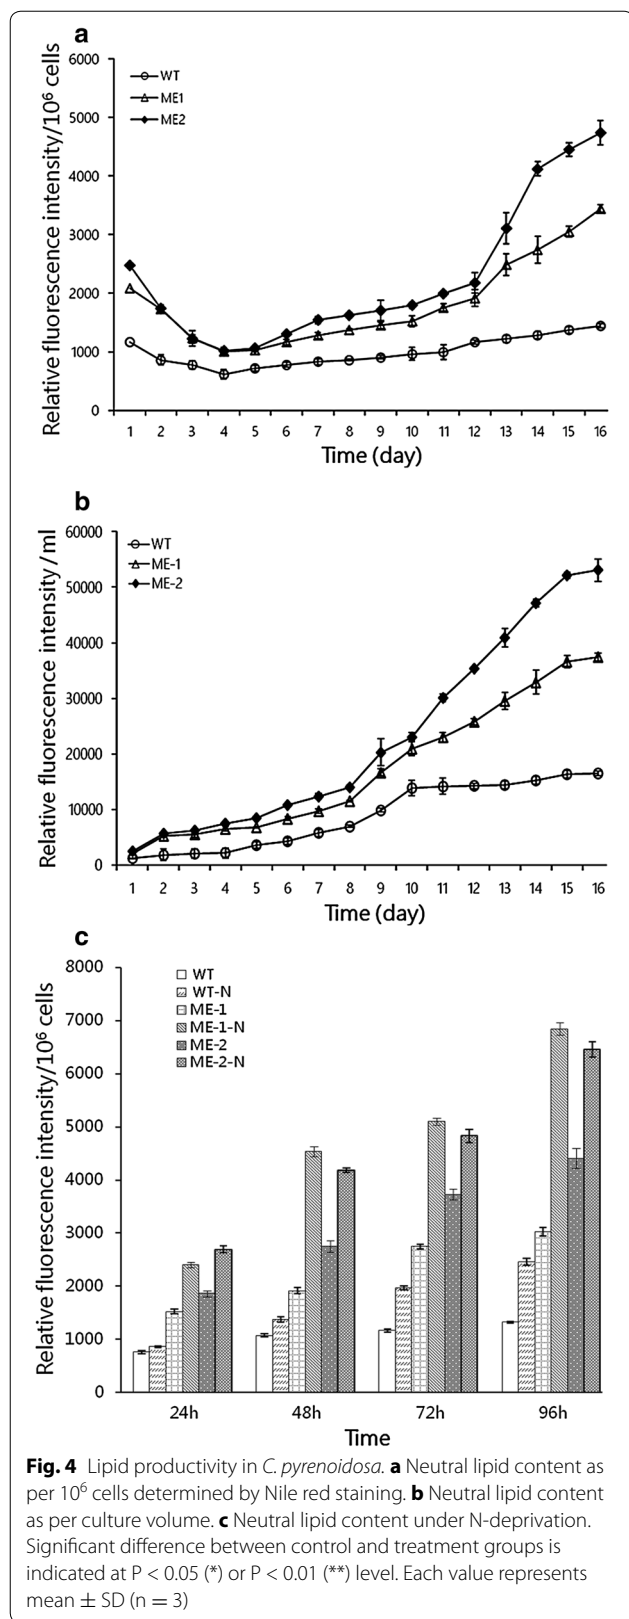 a
6000
5000
4000
3000
2000
1000
0
WT
ME1
ME2
Relative fluorescence intensity/10⁶ cells
1 2 3 4 5 6 7 8 9 10 11 12 13 14 15 16
Time (day)
b
60000
50000
40000
30000
20000
10000
0
WT
ME-1
ME-2
Relative fluorescence intensity/ml
1 2 3 4 5 6 7 8 9 10 11 12 13 14 15 16
Time (day)
c
8000
7000
6000
5000
4000
3000
2000
1000
0
WT
WT-N
ME-1
ME-1-N
ME-2
ME-2-N
Relative fluorescence intensity/10⁶ cells
24h 48h 72h 96h
Time
Fig. 4 Lipid productivity in C. pyrenoidosa. a Neutral lipid content as
per 10⁶ cells determined by Nile red staining. b Neutral lipid content
as per culture volume. c Neutral lipid content under N-deprivation.
Significant difference between control and treatment groups is
indicated at P < 0.05 (*) or P < 0.01 (**) level. Each value represents
mean ± SD (n = 3)